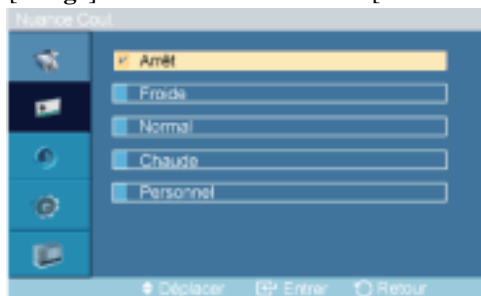 Nuance Coul.
Arrêt
Froide
Normal
Chaude
Personnel
Déplacer Entrer Retour